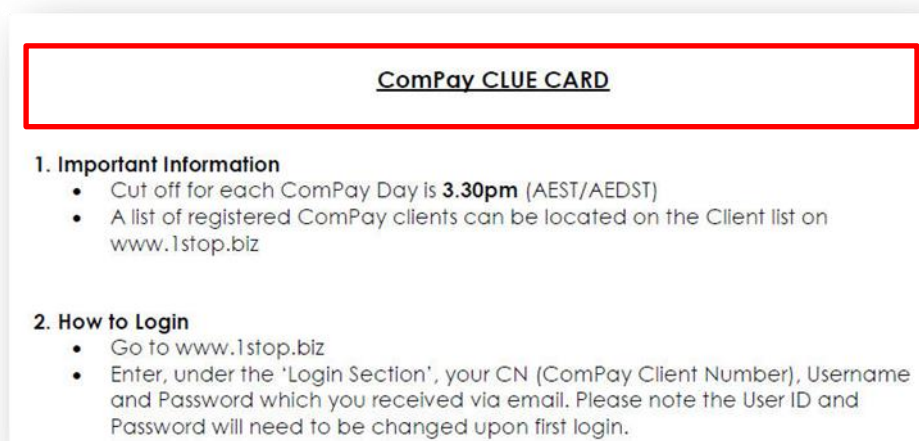 ComPay CLUE CARD
1. Important Information
• Cut off for each ComPay Day is 3.30pm (AEST/AEDST)
• A list of registered ComPay clients can be located on the Client list on
www.1stop.biz
2. How to Login
• Go to www.1stop.biz
• Enter, under the 'Login Section', your CN (ComPay Client Number), Username
and Password which you received via email. Please note the User ID and
Password will need to be changed upon first login.